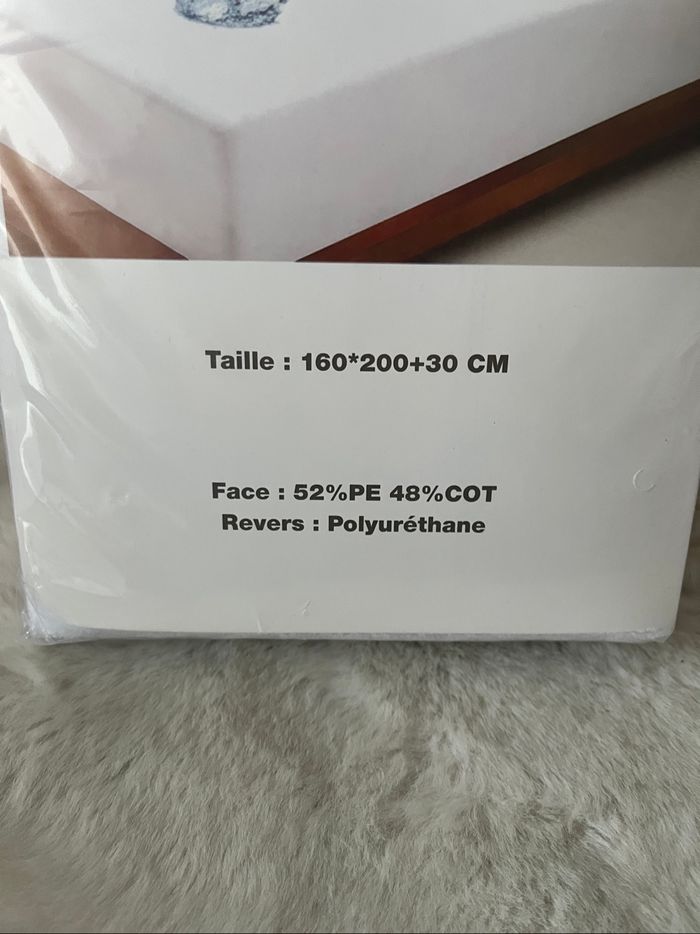 Taille : 160*200+30 CM
Face : 52%PE 48%COT
Revers : Polyuréthane